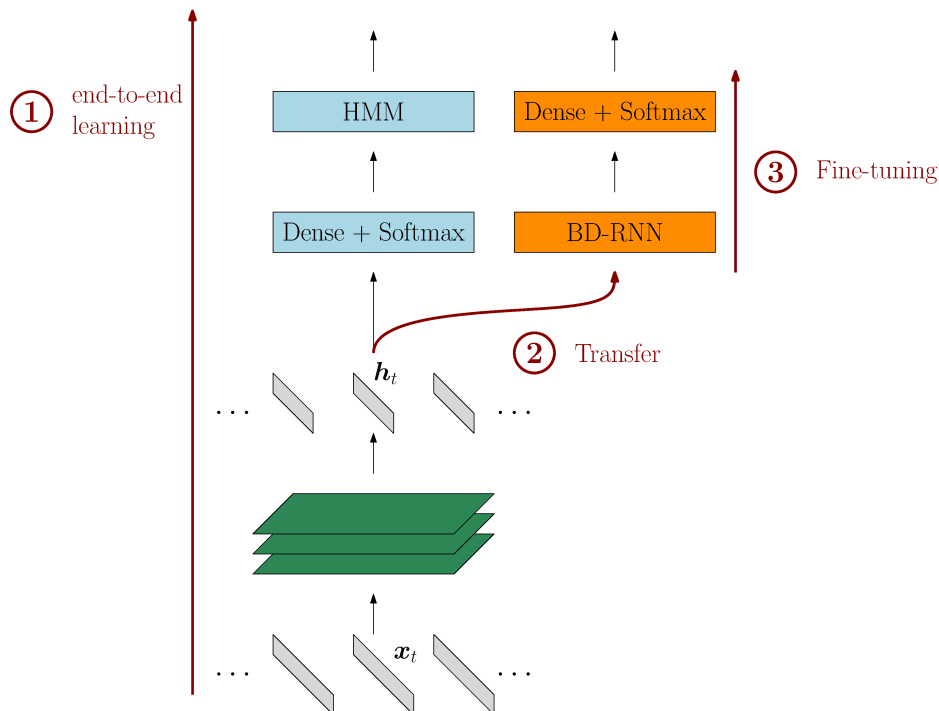 1
end-to-end
learning
HMM
Dense + Softmax
Dense + Softmax
BD-RNN
3
Fine-tuning
2
Transfer
h_t
...
...
x_t
...
...